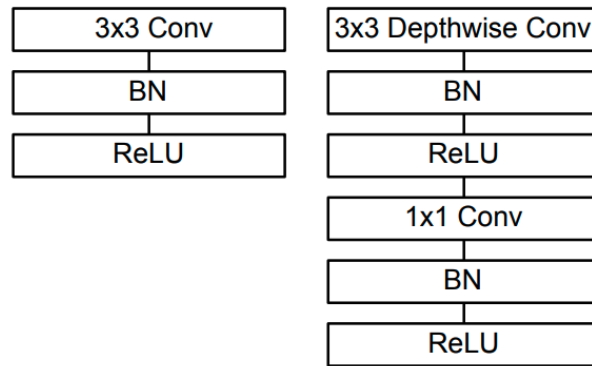 3x3 Conv
BN
ReLU
3x3 Depthwise Conv
BN
ReLU
1x1 Conv
BN
ReLU